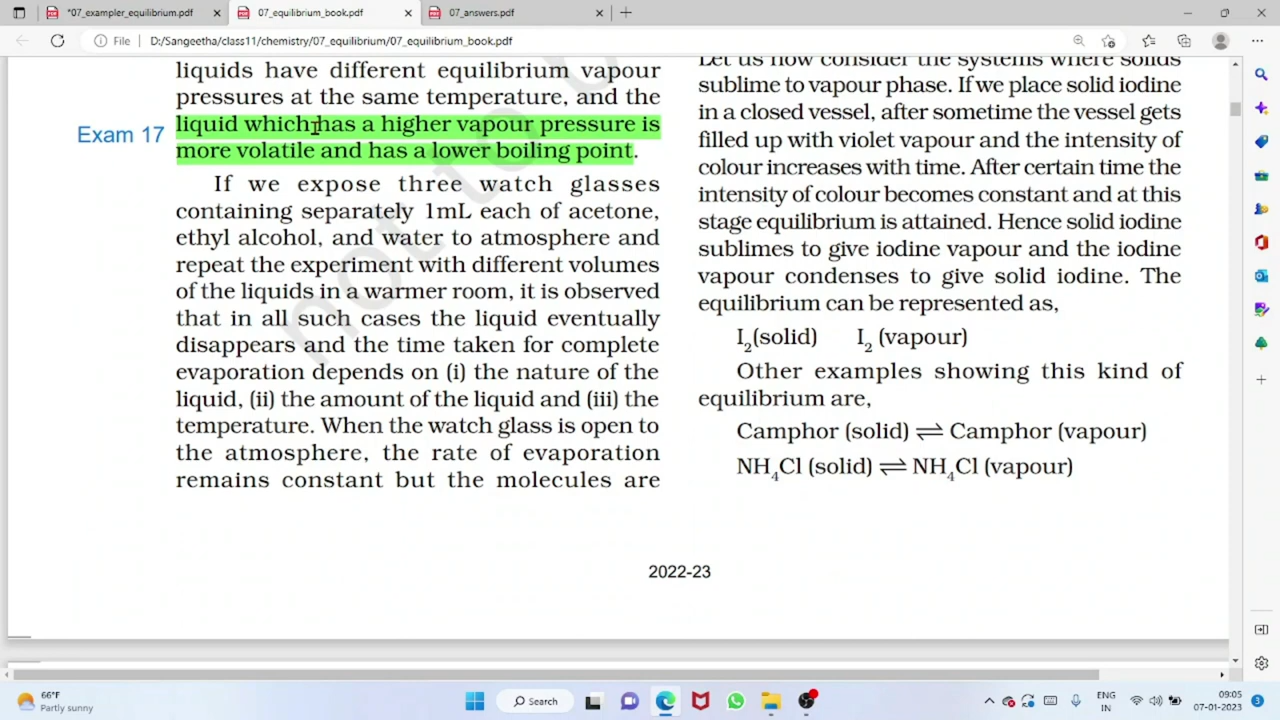 *07_exampler_equilibrium.pdf
07_equilibrium_book.pdf
07_answers.pdf
File
D:/Sangeetha/class11/chemistry/07_equilibrium/07_equilibrium_book.pdf
liquids have different equilibrium vapour
pressures at the same temperature, and the
liquid which has a higher vapour pressure is
more volatile and has a lower boiling point.
Exam 17
If we expose three watch glasses
containing separately 1mL each of acetone,
ethyl alcohol, and water to atmosphere and
repeat the experiment with different volumes
of the liquids in a warmer room, it is observed
that in all such cases the liquid eventually
disappears and the time taken for complete
evaporation depends on (i) the nature of the
liquid, (ii) the amount of the liquid and (iii) the
temperature. When the watch glass is open to
the atmosphere, the rate of evaporation
remains constant but the molecules are
Let us now consider the systems where solids
sublime to vapour phase. If we place solid iodine
in a closed vessel, after sometime the vessel gets
filled up with violet vapour and the intensity of
colour increases with time. After certain time the
intensity of colour becomes constant and at this
stage equilibrium is attained. Hence solid iodine
sublimes to give iodine vapour and the iodine
vapour condenses to give solid iodine. The
equilibrium can be represented as,
I₂(solid) I₂ (vapour)
Other examples showing this kind of
equilibrium are,
Camphor (solid) ⇌ Camphor (vapour)
NH₄Cl (solid) ⇌ NH₄Cl (vapour)
not to
2022-23
66°F
Partly sunny
Search
ENG
IN
09:05
07-01-2023
3